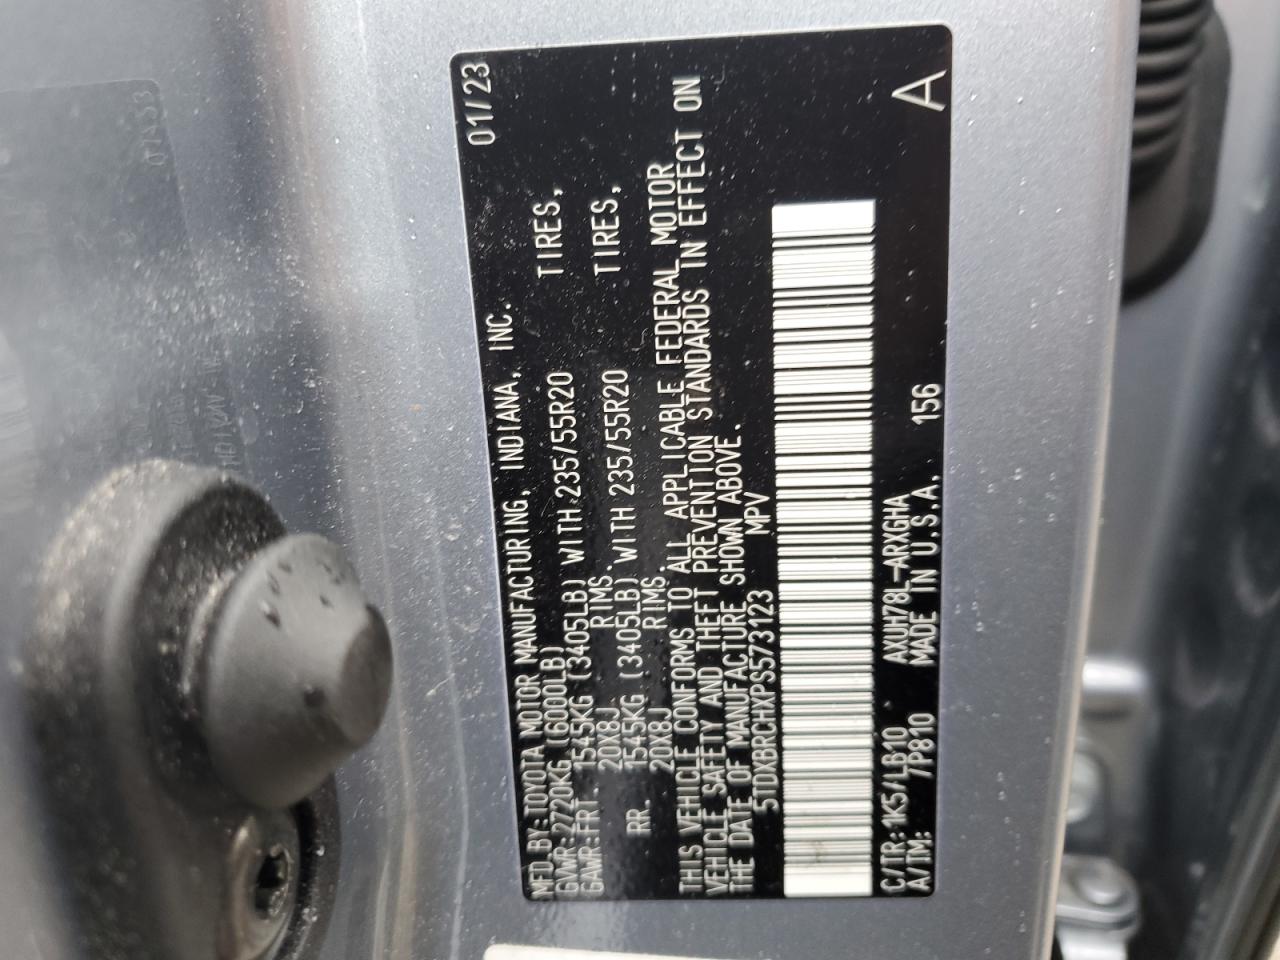 MFD.BY:TOYOTA MOTOR MANUFACTURING, INDIANA, INC. 01/23
GVWR:2720KG (6000LB)
GAWR:FRT. 1545KG (3405LB) WITH 235/55R20 TIRES,
20X8J RIMS.
RR. 1545KG (3405LB) WITH 235/55R20 TIRES,
20X8J RIMS
THIS VEHICLE CONFORMS TO ALL APPLICABLE FEDERAL MOTOR
VEHICLE SAFETY AND THEFT PREVENTION STANDARDS IN EFFECT ON
THE DATE OF MANUFACTURE SHOWN ABOVE.
5TDXBRCHXPS573123 MPV
C/TR:1K5/LB10 AXUH78L-ARXGHA
A/TM: /P810 MADE IN U.S.A. 156 A